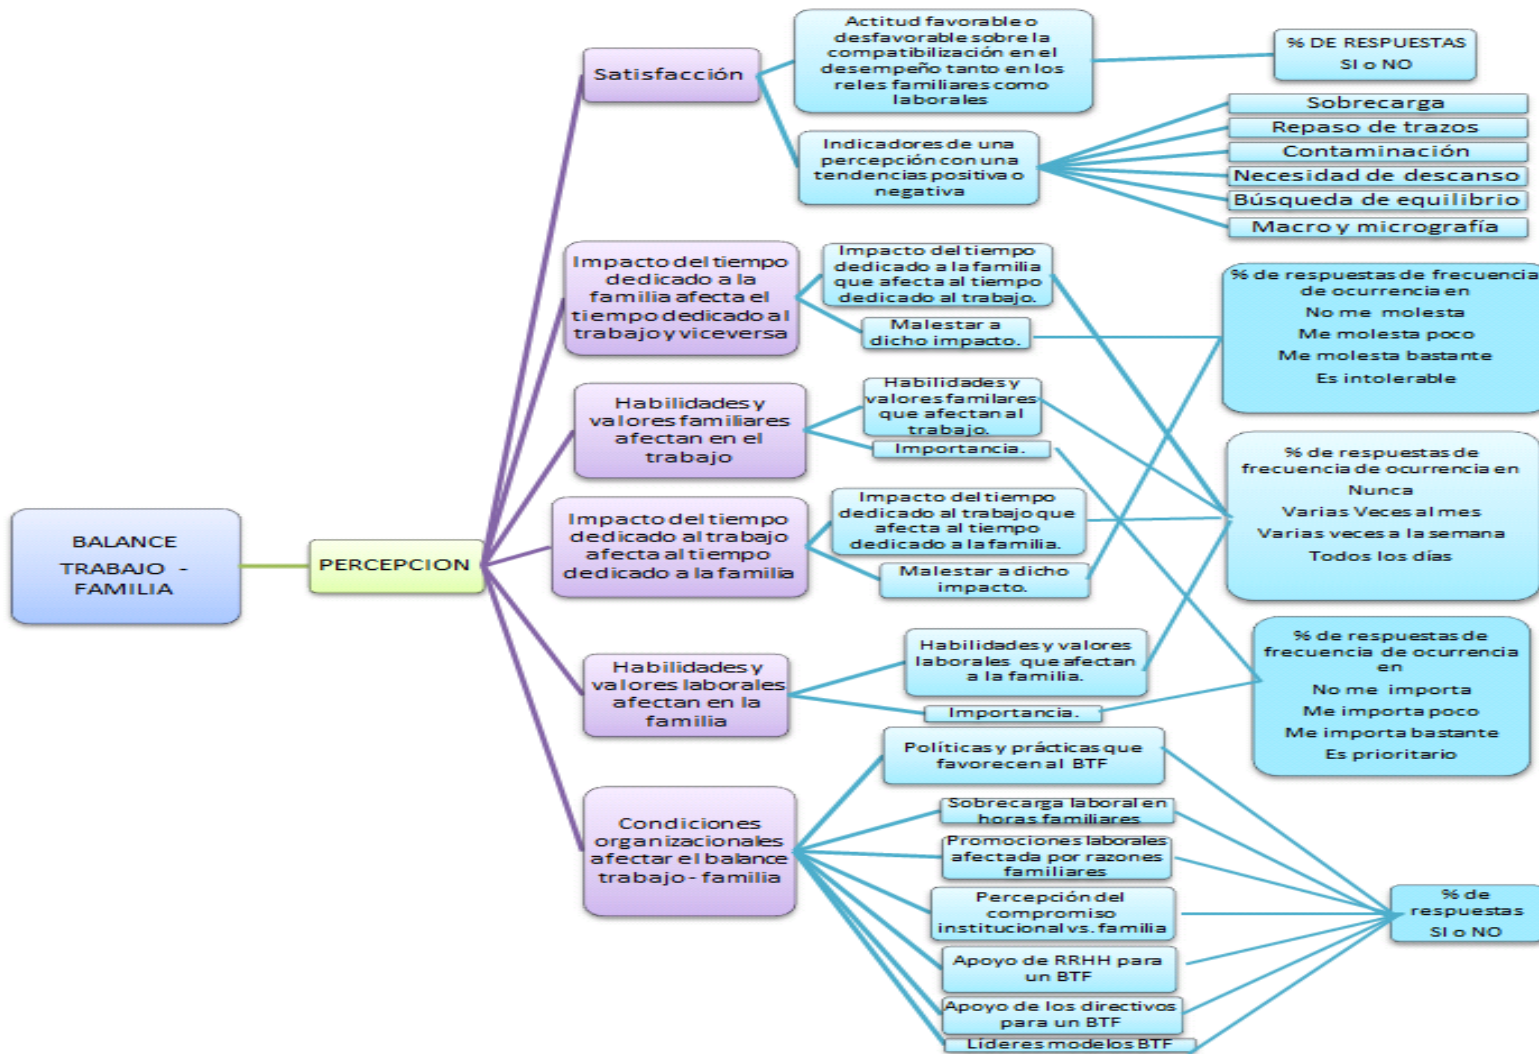 BALANCE
TRABAJO -
FAMILIA
PERCEPCION
Satisfacción
Actitud favorable o
desfavorable sobre la
compatibilización en el
desempeño tanto en los
reles familiares como
laborales
% DE RESPUESTAS
SI o NO
Indicadores de una
percepción con una
tendencias positiva o
negativa
Sobrecarga
Repaso de trazos
Contaminación
Necesidad de descanso
Búsqueda de equilibrio
Macro y micrografía
Impacto del tiempo
dedicado a la
familia afecta el
tiempo dedicado al
trabajo y viceversa
Impacto del tiempo
dedicado a la familia
que afecta al tiempo
dedicado al trabajo.
Malestar a
dicho impacto.
% de respuestas de frecuencia
de ocurrencia en
No me molesta
Me molesta poco
Me molesta bastante
Es intolerable
Habilidades y
valores familiares
afectan en el
trabajo
Habilidades y
valores familares
que afectan al
trabajo.
Importancia.
% de respuestas de
frecuencia de ocurrencia en
Nunca
Varias Veces al mes
Varias veces a la semana
Todos los días
Impacto del tiempo
dedicado al trabajo
afecta al tiempo
dedicado a la familia
Impacto del tiempo
dedicado al trabajo que
afecta al tiempo
dedicado a la familia.
Malestar a dicho
impacto.
Habilidades y
valores laborales
afectan en la
familia
Habilidades y valores
laborales que afectan
a la familia.
Importancia.
% de respuestas de
frecuencia de ocurrencia
en
No me importa
Me importa poco
Me importa bastante
Es prioritario
Condiciones
organizacionales
afectar el balance
trabajo - familia
Políticas y prácticas que
favorecen al BTF
Sobrecarga laboral en
horas familiares
Promociones laborales
afectada por razones
familiares
Percepción del
compromiso
institucional vs. familia
Apoyo de RRHH para
un BTF
Apoyo de los directivos
para un BTF
Líderes modelos BTF
% de
respuestas
SI o NO